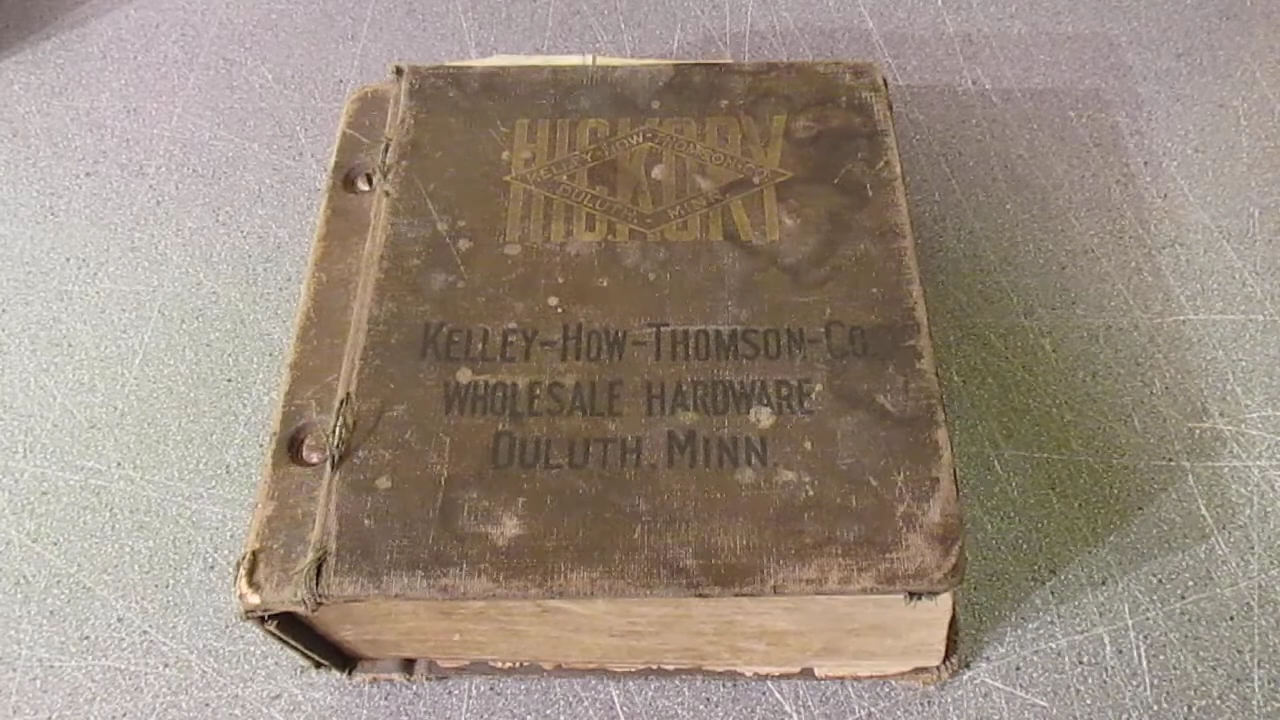 HICKORY
KELLEY-HOW-THOMSON-CO.
DULUTH MINN.
KELLEY-HOW-THOMSON-CO.
WHOLESALE HARDWARE
DULUTH. MINN.